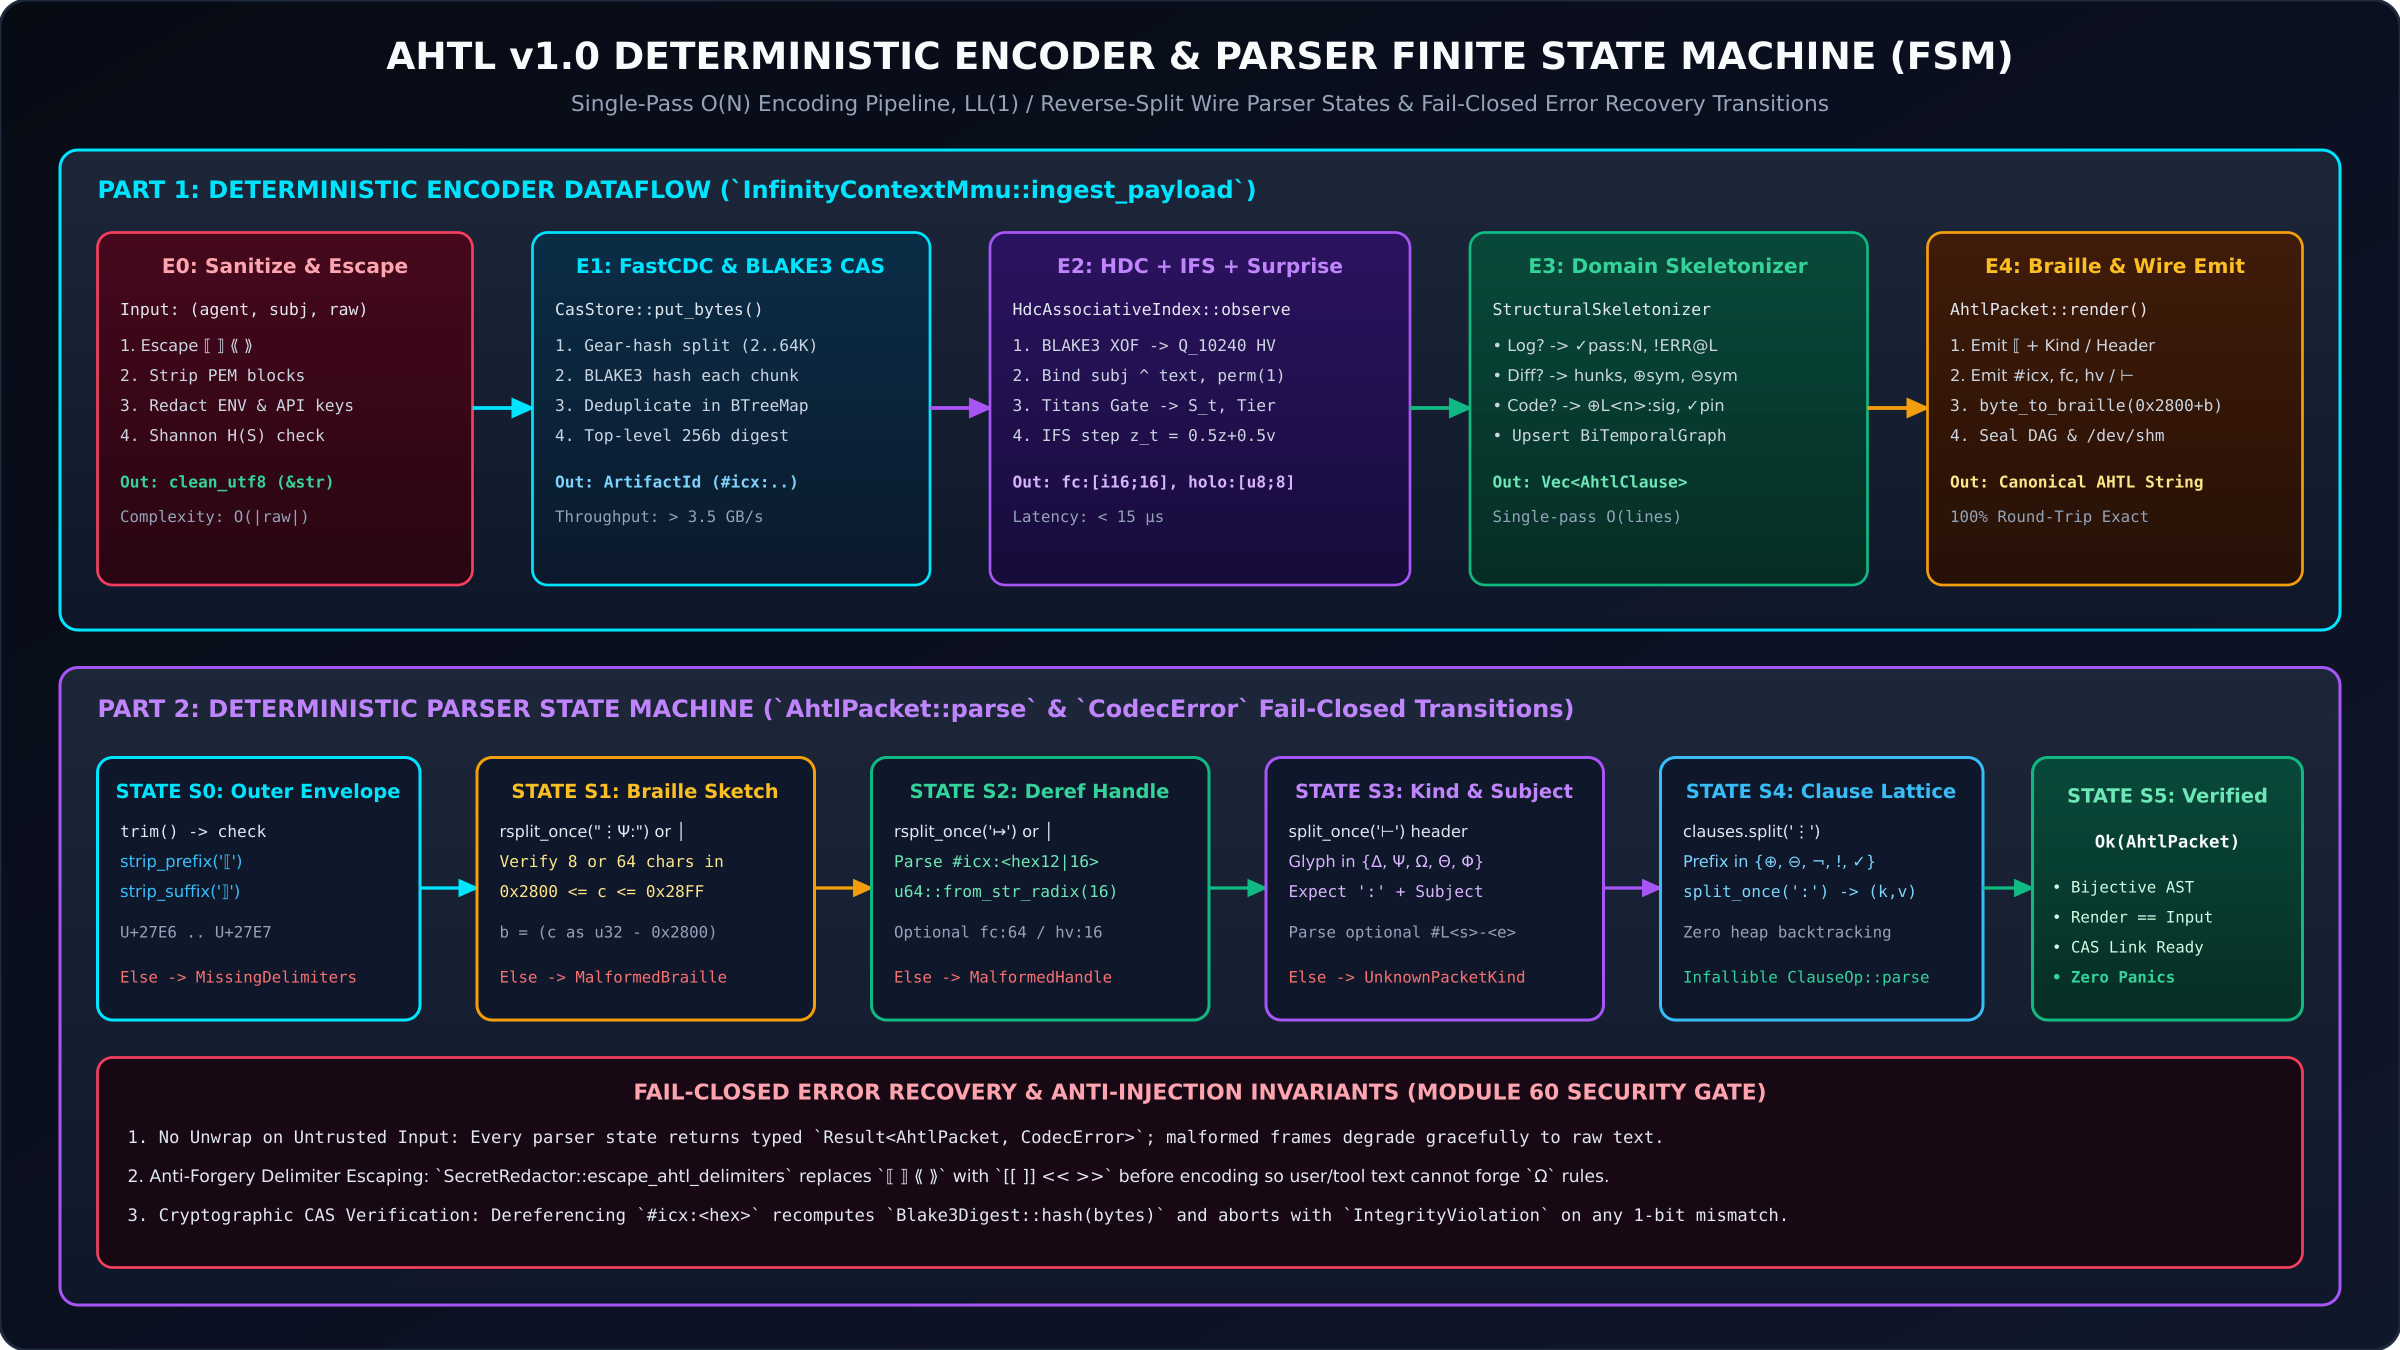 AHTL v1.0 DETERMINISTIC ENCODER & PARSER FINITE STATE MACHINE (FSM)
Single-Pass O(N) Encoding Pipeline, LL(1) / Reverse-Split Wire Parser States & Fail-Closed Error Recovery Transitions
PART 1: DETERMINISTIC ENCODER DATAFLOW (`InfinityContextMmu::ingest_payload`)
E0: Sanitize & Escape
Input: (agent, subj, raw)
1. Escape ⟦ ⟧ ⟪ ⟫
2. Strip PEM blocks
3. Redact ENV & API keys
4. Shannon H(S) check
Out: clean_utf8 (&str)
Complexity: O(|raw|)
E1: FastCDC & BLAKE3 CAS
CasStore::put_bytes()
1. Gear-hash split (2..64K)
2. BLAKE3 hash each chunk
3. Deduplicate in BTreeMap
4. Top-level 256b digest
Out: ArtifactId (#icx:..)
Throughput: > 3.5 GB/s
E2: HDC + IFS + Surprise
HdcAssociativeIndex::observe
1. BLAKE3 XOF -> Q_10240 HV
2. Bind subj ^ text, perm(1)
3. Titans Gate -> S_t, Tier
4. IFS step z_t = 0.5z+0.5v
Out: fc:[i16;16], holo:[u8;8]
Latency: < 15 µs
E3: Domain Skeletonizer
StructuralSkeletonizer
• Log? -> ✓pass:N, !ERR@L
• Diff? -> hunks, ⊕sym, ⊖sym
• Code? -> ⊕L<n>:sig, ✓pin
• Upsert BiTemporalGraph
Out: Vec<AhtlClause>
Single-pass O(lines)
E4: Braille & Wire Emit
AhtlPacket::render()
1. Emit ⟦ + Kind / Header
2. Emit #icx, fc, hv / ⊢
3. byte_to_braille(0x2800+b)
4. Seal DAG & /dev/shm
Out: Canonical AHTL String
100% Round-Trip Exact
PART 2: DETERMINISTIC PARSER STATE MACHINE (`AhtlPacket::parse` & `CodecError` Fail-Closed Transitions)
STATE S0: Outer Envelope
trim() -> check
strip_prefix('⟦')
strip_suffix('⟧')
U+27E6 .. U+27E7
Else -> MissingDelimiters
STATE S1: Braille Sketch
rsplit_once("⋮Ψ:") or │
Verify 8 or 64 chars in
0x2800 <= c <= 0x28FF
b = (c as u32 - 0x2800)
Else -> MalformedBraille
STATE S2: Deref Handle
rsplit_once('↦') or │
Parse #icx:<hex12|16>
u64::from_str_radix(16)
Optional fc:64 / hv:16
Else -> MalformedHandle
STATE S3: Kind & Subject
split_once('⊢') header
Glyph in {Δ, Ψ, Ω, Θ, Φ}
Expect ':' + Subject
Parse optional #L<s>-<e>
Else -> UnknownPacketKind
STATE S4: Clause Lattice
clauses.split('⋮')
Prefix in {⊕, ⊖, ¬, !, ✓}
split_once(':') -> (k,v)
Zero heap backtracking
Infallible ClauseOp::parse
STATE S5: Verified
Ok(AhtlPacket)
• Bijective AST
• Render == Input
• CAS Link Ready
• Zero Panics
FAIL-CLOSED ERROR RECOVERY & ANTI-INJECTION INVARIANTS (MODULE 60 SECURITY GATE)
1. No Unwrap on Untrusted Input: Every parser state returns typed `Result<AhtlPacket, CodecError>`; malformed frames degrade gracefully to raw text.
2. Anti-Forgery Delimiter Escaping: `SecretRedactor::escape_ahtl_delimiters` replaces `⟦ ⟧ ⟪ ⟫` with `[[ ]] << >>` before encoding so user/tool text cannot forge `Ω` rules.
3. Cryptographic CAS Verification: Dereferencing `#icx:<hex>` recomputes `Blake3Digest::hash(bytes)` and aborts with `IntegrityViolation` on any 1-bit mismatch.